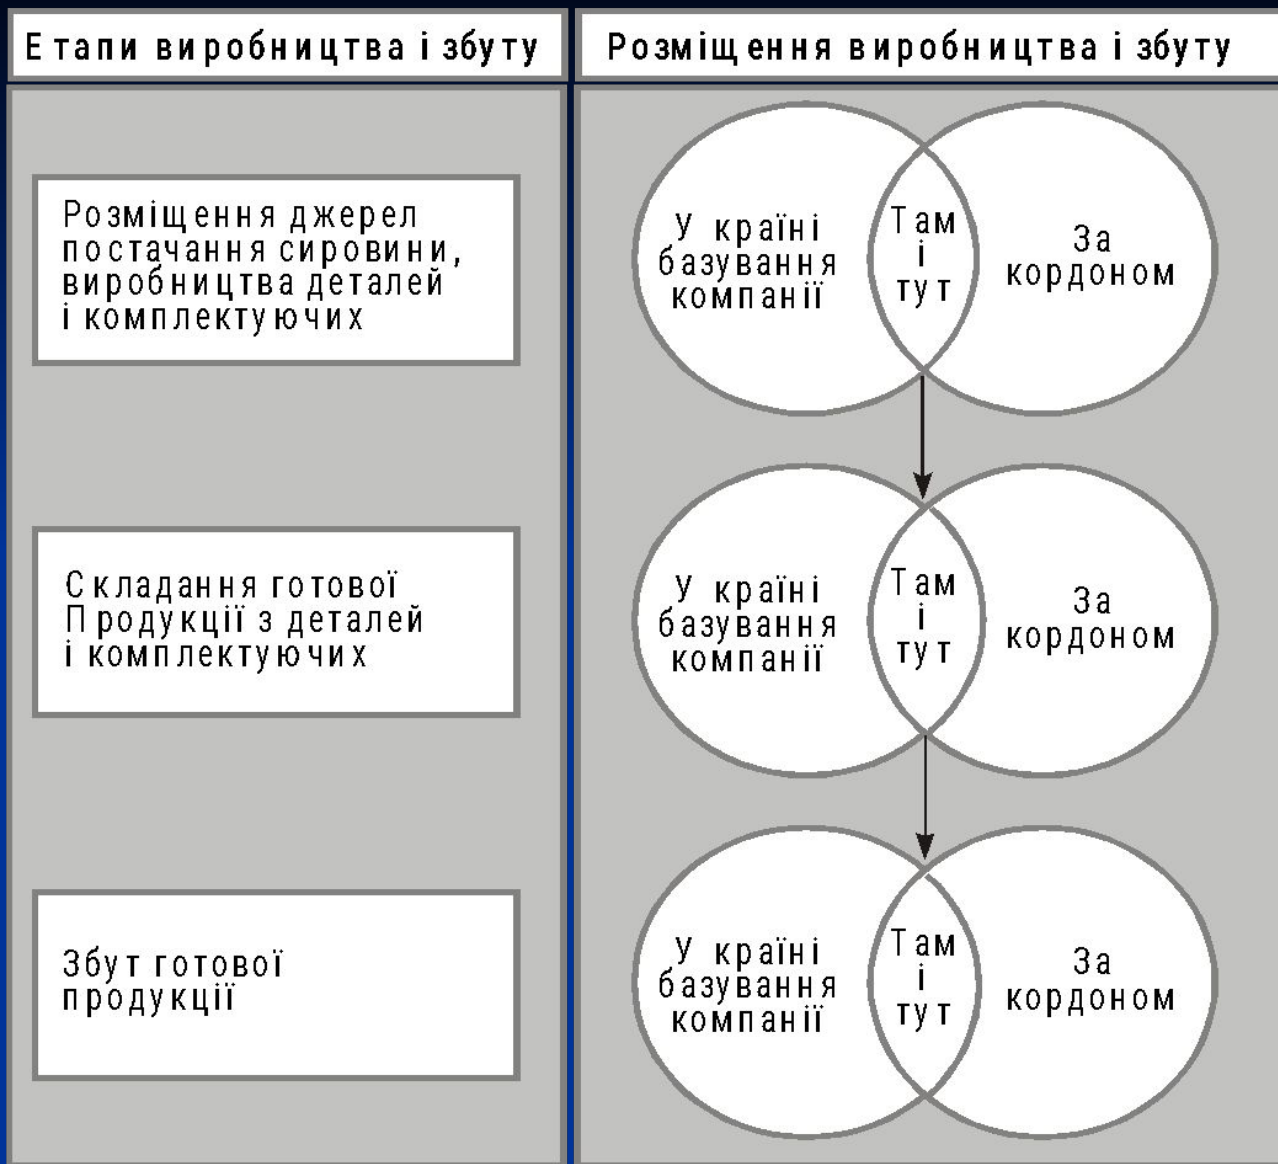 Етапи виробництва і збуту
Розміщення виробництва і збуту
Розміщення джерел
постачання сировини,
виробництва деталей
і комплектуючих
У країні
базування
компанії
Там
і
тут
За
кордоном
Складання готової
Продукції з деталей
і комплектуючих
У країні
базування
компанії
Там
і
тут
За
кордоном
Збут готової
продукції
У країні
базування
компанії
Там
і
тут
За
кордоном